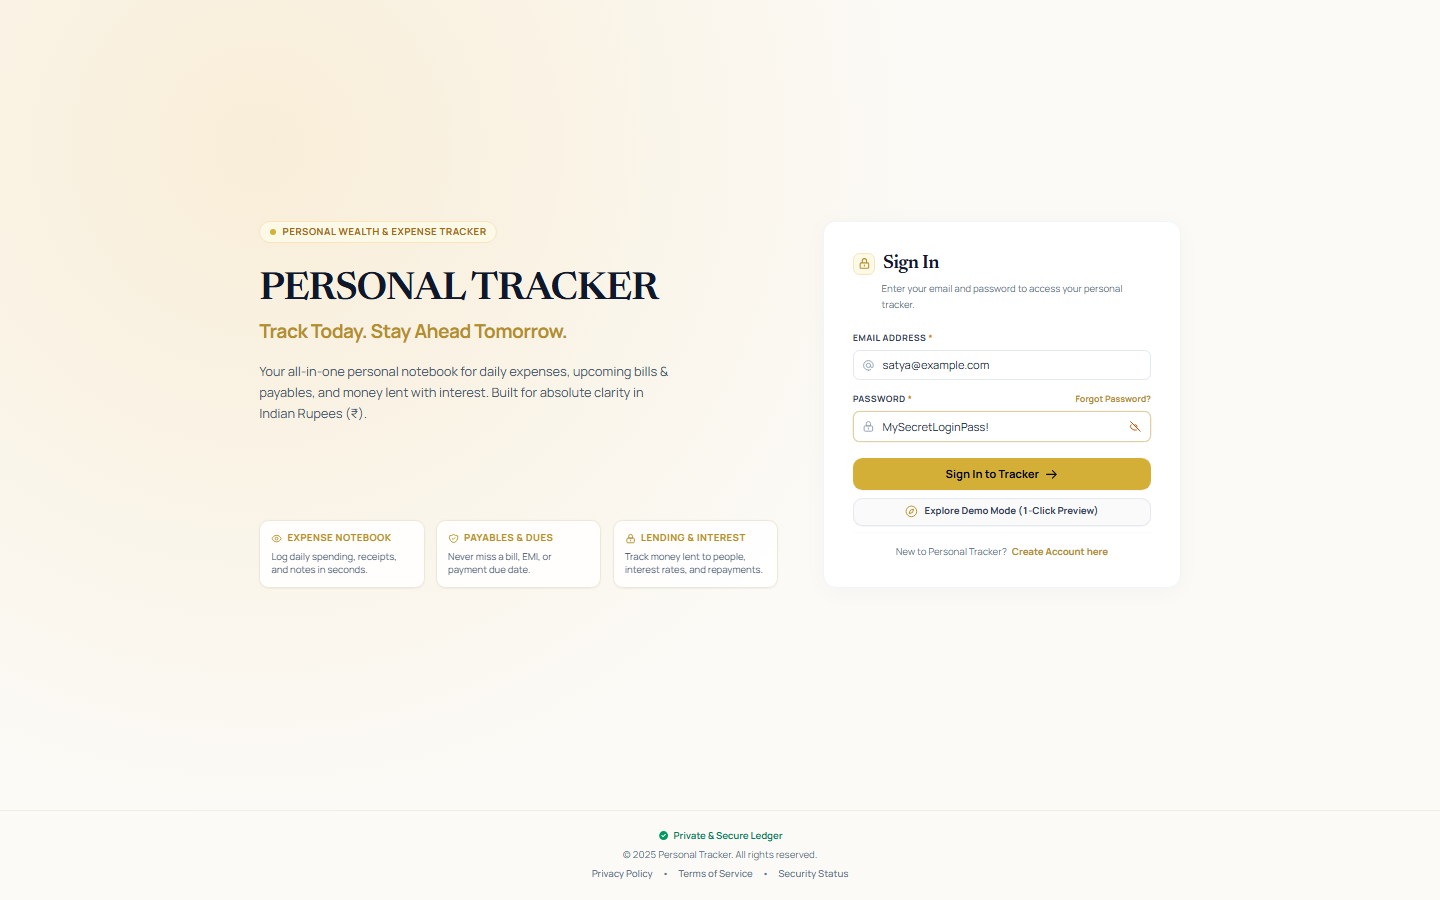 PERSONAL WEALTH & EXPENSE TRACKER
PERSONAL TRACKER
Track Today. Stay Ahead Tomorrow.
Your all-in-one personal notebook for daily expenses, upcoming bills &
payables, and money lent with interest. Built for absolute clarity in
Indian Rupees (₹).
EXPENSE NOTEBOOK
Log daily spending, receipts,
and notes in seconds.
PAYABLES & DUES
Never miss a bill, EMI, or
payment due date.
LENDING & INTEREST
Track money lent to people,
interest rates, and repayments.
Sign In
Enter your email and password to access your personal
tracker.
EMAIL ADDRESS *
satya@example.com
PASSWORD * Forgot Password?
MySecretLoginPass!
Sign In to Tracker →
Explore Demo Mode (1-Click Preview)
New to Personal Tracker? Create Account here
Private & Secure Ledger
© 2025 Personal Tracker. All rights reserved.
Privacy Policy • Terms of Service • Security Status